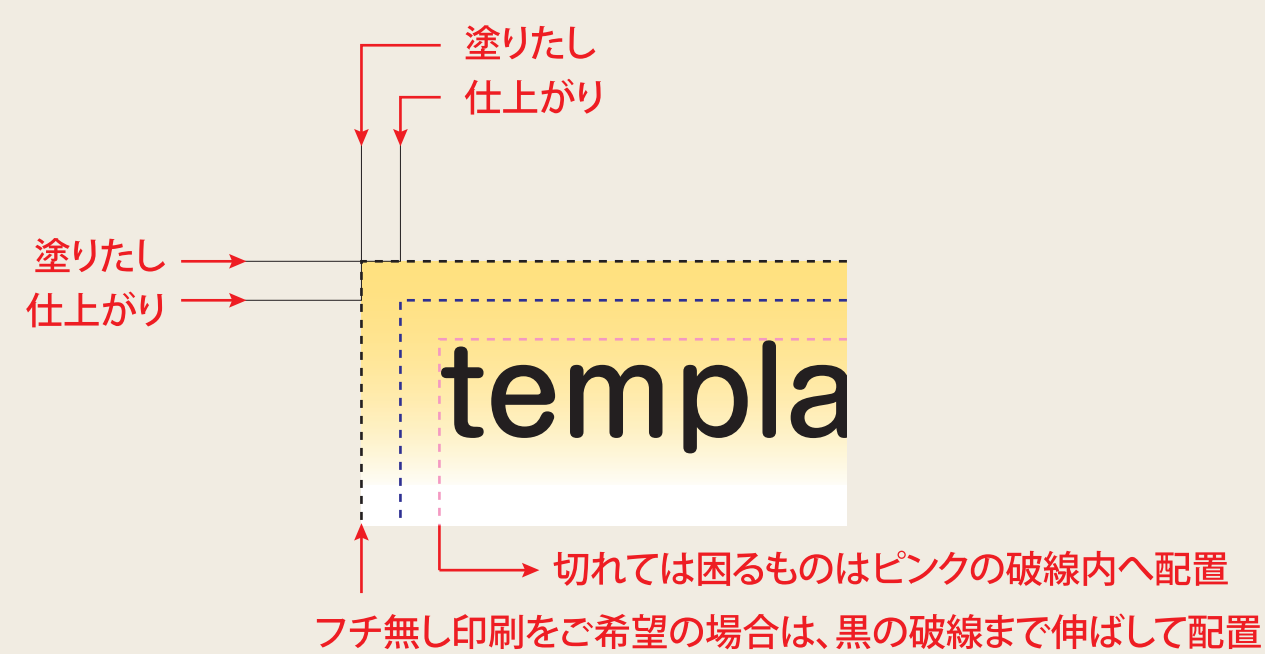 塗りたし
仕上がり
塗りたし
仕上がり
templa
切れては困るものはピンクの破線内へ配置
フチ無し印刷をご希望の場合は、黒の破線まで伸ばして配置